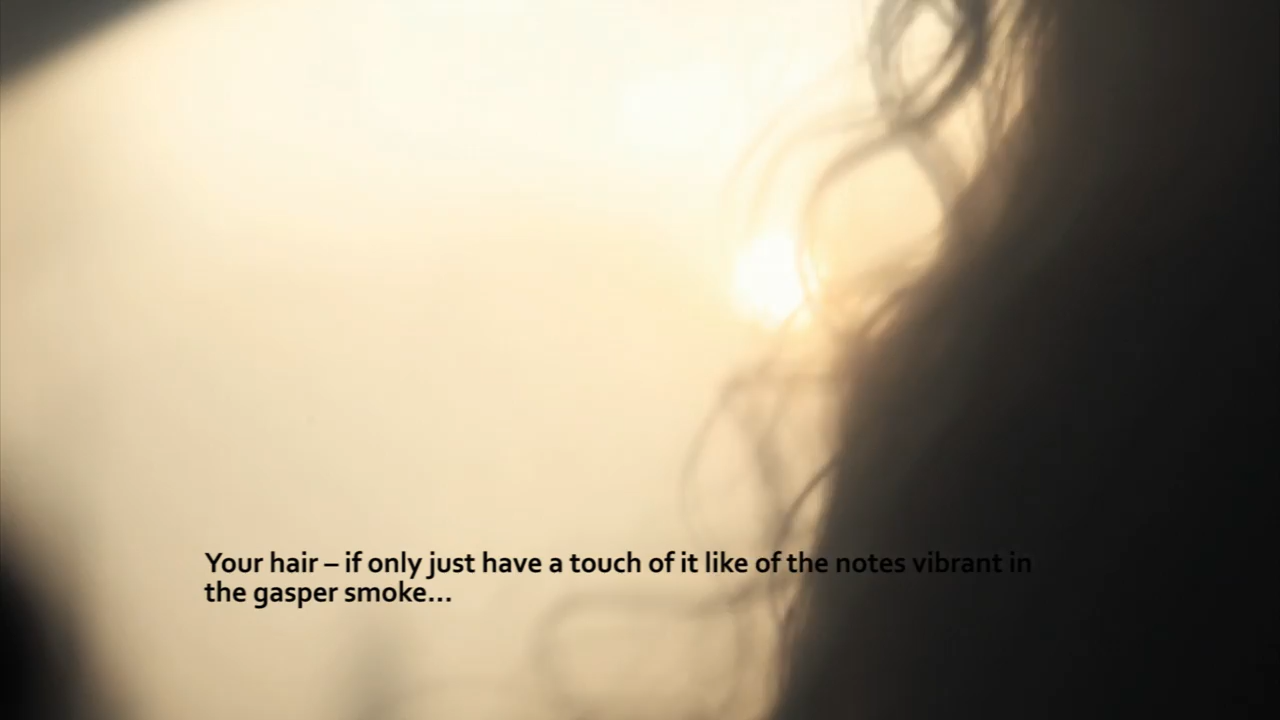 Your hair – if only just have a touch of it like of the notes vibrant in
the gasper smoke...